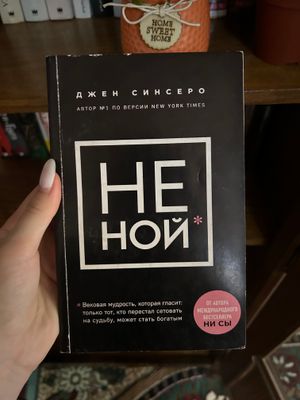 HOME
SWEET
HOME
ДЖЕН СИНСЕРО
АВТОР №1 ПО ВЕРСИИ NEW YORK TIMES
НЕ
НОЙ*
* Вековая мудрость, которая гласит:
только тот, кто перестал сетовать
на судьбу, может стать богатым
ОТ АВТОРА
МЕЖДУНАРОДНОГО
БЕСТСЕЛЛЕРА
НИ СЫ